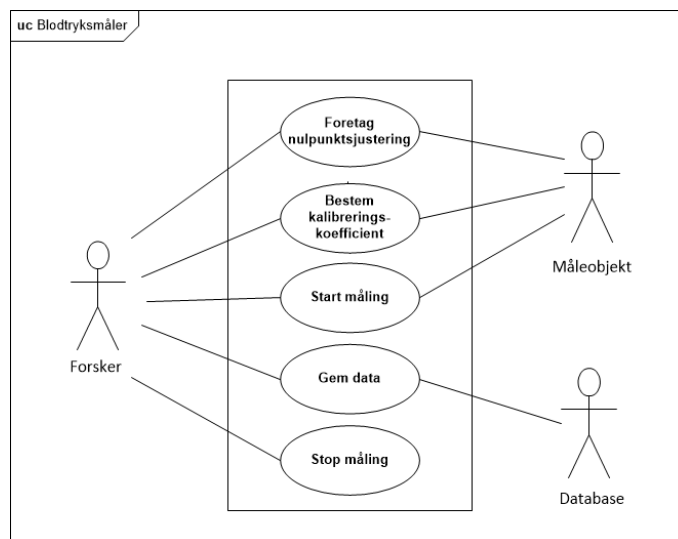 uc Blodtryksmåler
Foretag
nulpunktsjustering
Bestem
kalibrerings-
koefficient
Start måling
Gem data
Stop måling
Forsker
Måleobjekt
Database